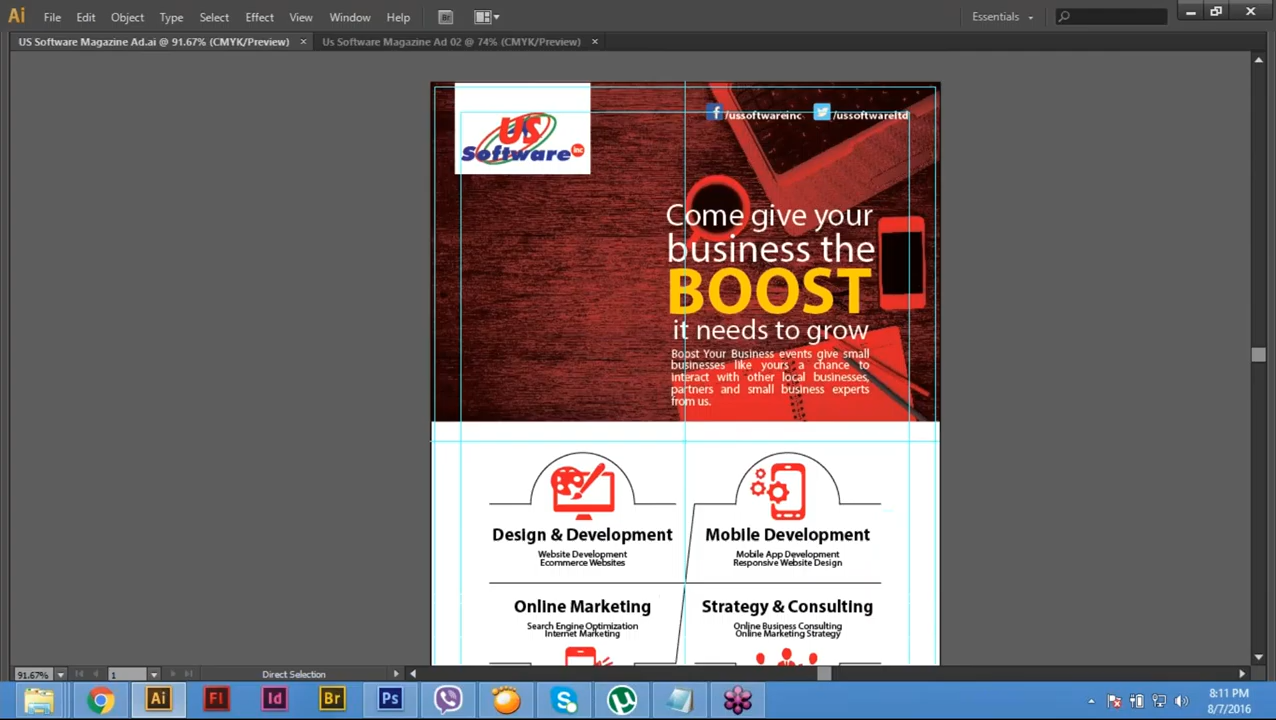 Ai File Edit Object Type Select Effect View Window Help Br Essentials
US Software Magazine Ad.ai @ 91.67% (CMYK/Preview) × Us Software Magazine Ad 02 @ 74% (CMYK/Preview) ×
US
Software inc
f /ussoftwareinc /ussoftwareltd
Come give your
business the
BOOST
it needs to grow
Boost Your Business events give small
businesses like yours a chance to
interact with other local businesses,
partners and small business experts
from us.
Design & Development
Website Development
Ecommerce Websites
Mobile Development
Mobile App Development
Responsive Website Design
Online Marketing
Search Engine Optimization
Internet Marketing
Strategy & Consulting
Online Business Consulting
Online Marketing Strategy
91.67% 1 Direct Selection
Ai Fl Id Br Ps
8:11 PM
8/7/2016